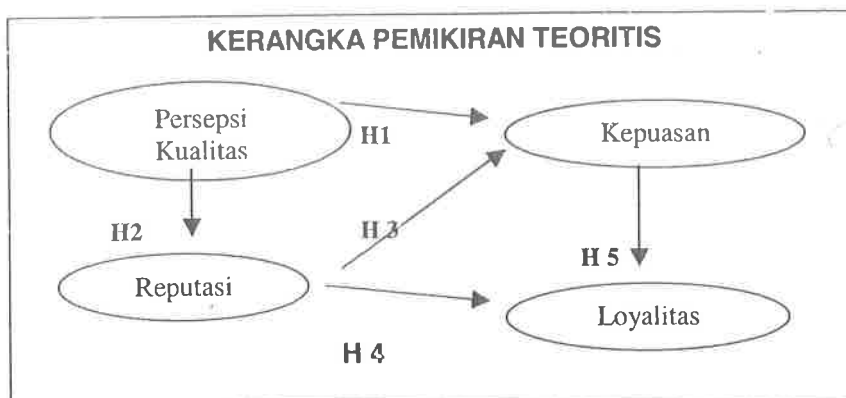 KERANGKA PEMIKIRAN TEORITIS
Persepsi
Kualitas
H1
Kepuasan
H2
H 3
H 5
Reputasi
Loyalitas
H 4